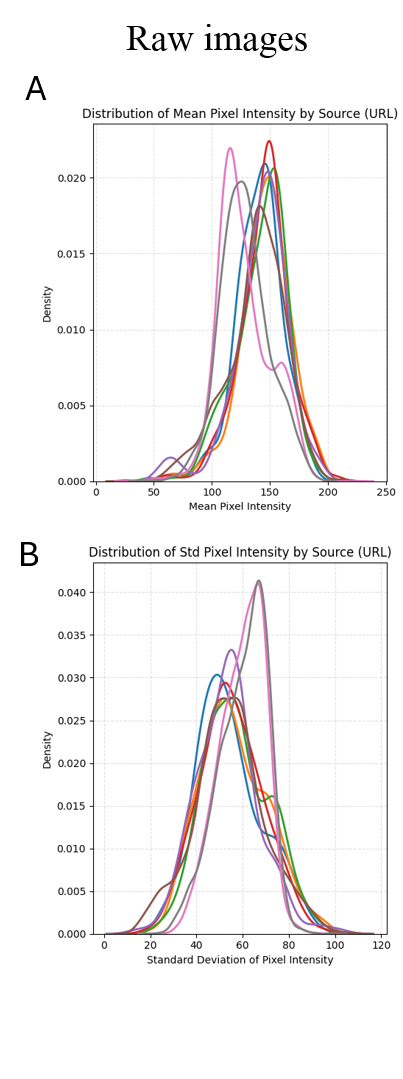 Raw images
A
Distribution of Mean Pixel Intensity by Source (URL)
0.020
0.015
0.010
0.005
0.000
Density
0 50 100 150 200 250
Mean Pixel Intensity
B
Distribution of Std Pixel Intensity by Source (URL)
0.040
0.035
0.030
0.025
0.020
0.015
0.010
0.005
0.000
Density
0 20 40 60 80 100 120
Standard Deviation of Pixel Intensity